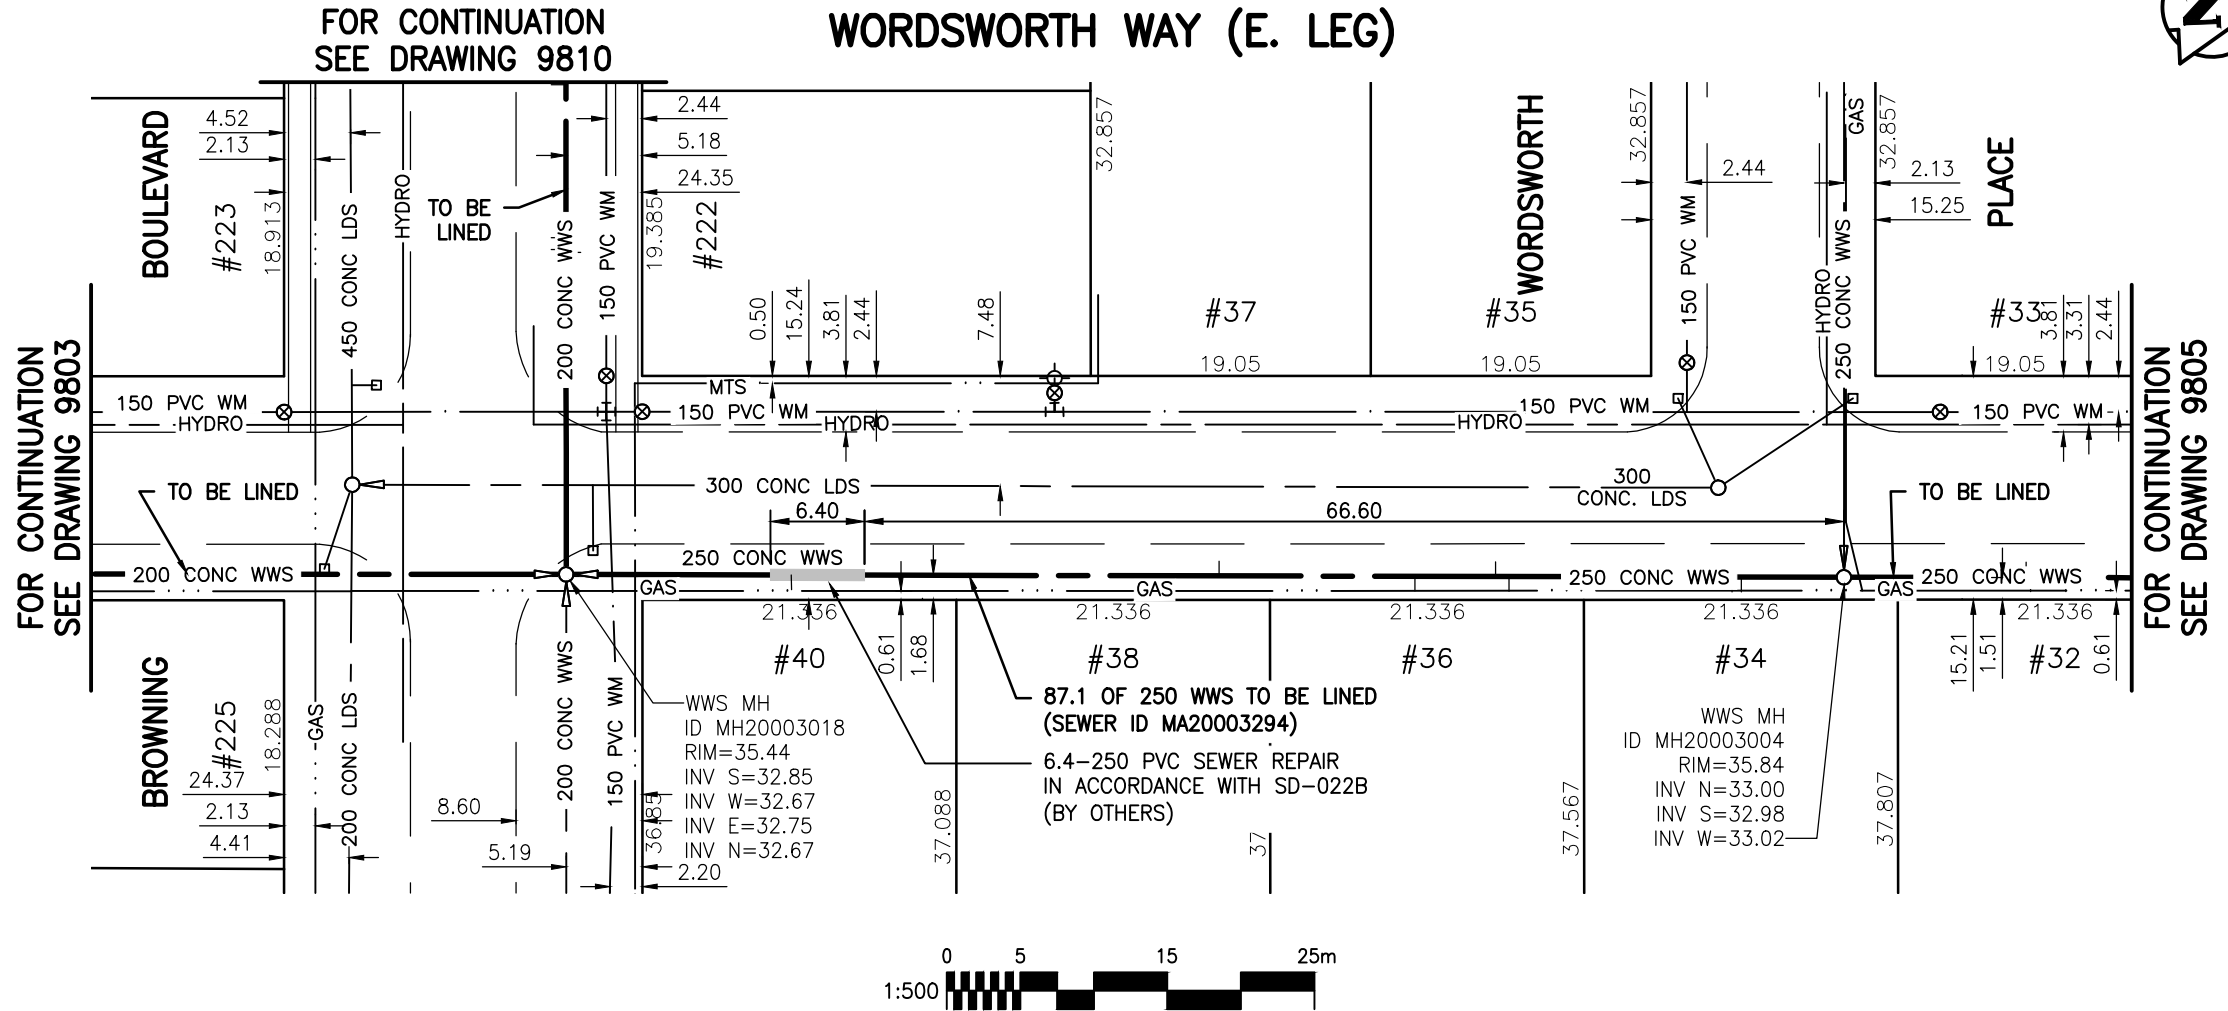 FOR CONTINUATION
SEE DRAWING 9810
WORDSWORTH WAY (E. LEG)
N
BOULEVARD
#223
4.52
2.13
18.913
450 CONC LDS
HYDRO
TO BE
LINED
200 CONC WWS
150 PVC WM
2.44
5.18
24.35
19.385
#222
0.50
15.24
3.81
2.44
7.48
32.857
#37
19.05
#35
19.05
WORDSWORTH
32.857
2.44
150 PVC WM
HYDRO
250 CONC WWS
GAS
32.857
2.13
15.25
PLACE
#33
19.05
3.81
3.31
2.44
FOR CONTINUATION
SEE DRAWING 9803
FOR CONTINUATION
SEE DRAWING 9805
150 PVC WM
HYDRO
MTS
150 PVC WM
HYDRO
150 PVC WM
HYDRO
150 PVC WM
TO BE LINED
300 CONC LDS
300
CONC. LDS
TO BE LINED
6.40
66.60
200 CONC WWS
250 CONC WWS
250 CONC WWS
250 CONC WWS
GAS
GAS
GAS
21.336
21.336
21.336
21.336
21.336
#40
#38
#36
#34
#32
0.61
1.68
15.21
1.51
0.61
BROWNING
#225
18.288
24.37
2.13
4.41
GAS
200 CONC LDS
8.60
5.19
200 CONC WWS
150 PVC WM
36.85
2.20
WWS MH
ID MH20003018
RIM=35.44
INV S=32.85
INV W=32.67
INV E=32.75
INV N=32.67
37.088
87.1 OF 250 WWS TO BE LINED
(SEWER ID MA20003294)
6.4-250 PVC SEWER REPAIR
IN ACCORDANCE WITH SD-022B
(BY OTHERS)
37
37.567
WWS MH
ID MH20003004
RIM=35.84
INV N=33.00
INV S=32.98
INV W=33.02
37.807
0 5 15 25m
1:500